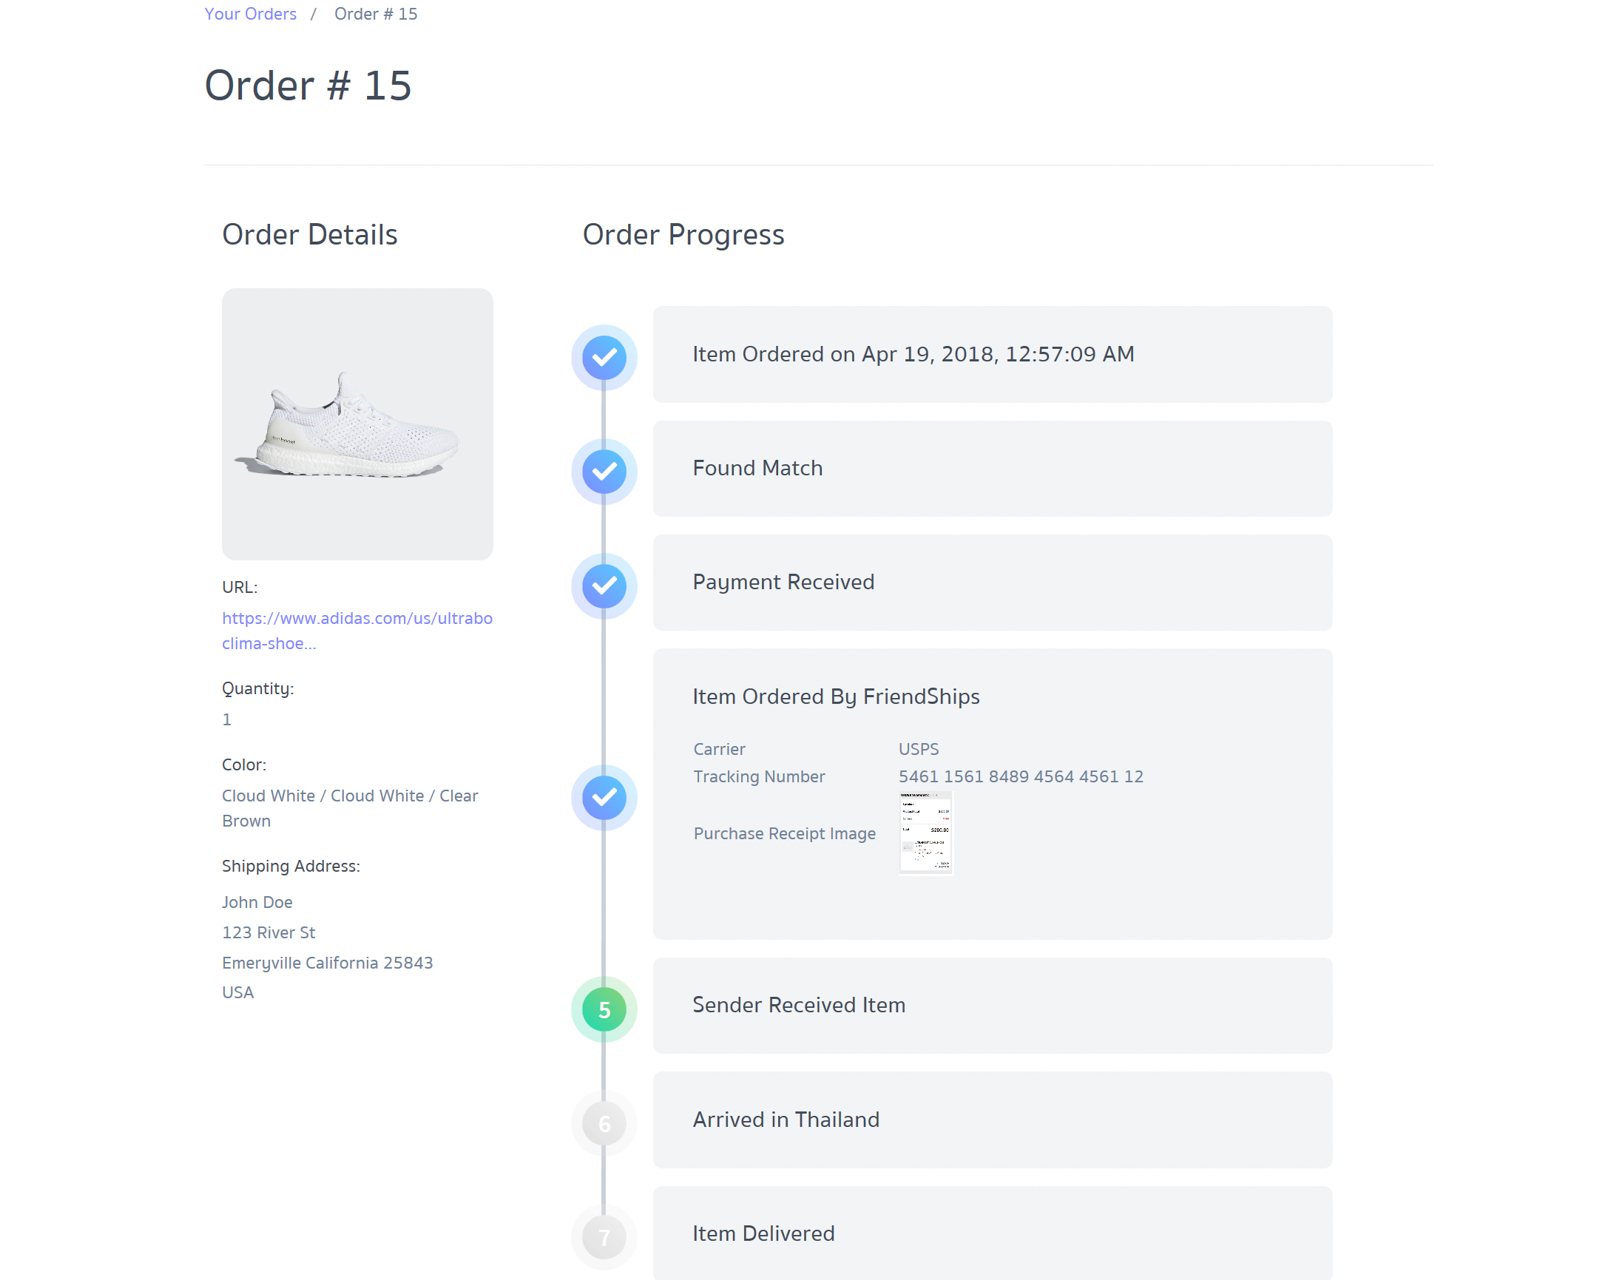 Your Orders / Order # 15
Order # 15
Order Details
URL:
https://www.adidas.com/us/ultrabo
clima-shoe...
Quantity:
1
Color:
Cloud White / Cloud White / Clear
Brown
Shipping Address:
John Doe
123 River St
Emeryville California 25843
USA
Order Progress
Item Ordered on Apr 19, 2018, 12:57:09 AM
Found Match
Payment Received
Item Ordered By FriendShips
Carrier USPS
Tracking Number 5461 1561 8489 4564 4561 12
Purchase Receipt Image
$200.00
5 Sender Received Item
6 Arrived in Thailand
7 Item Delivered